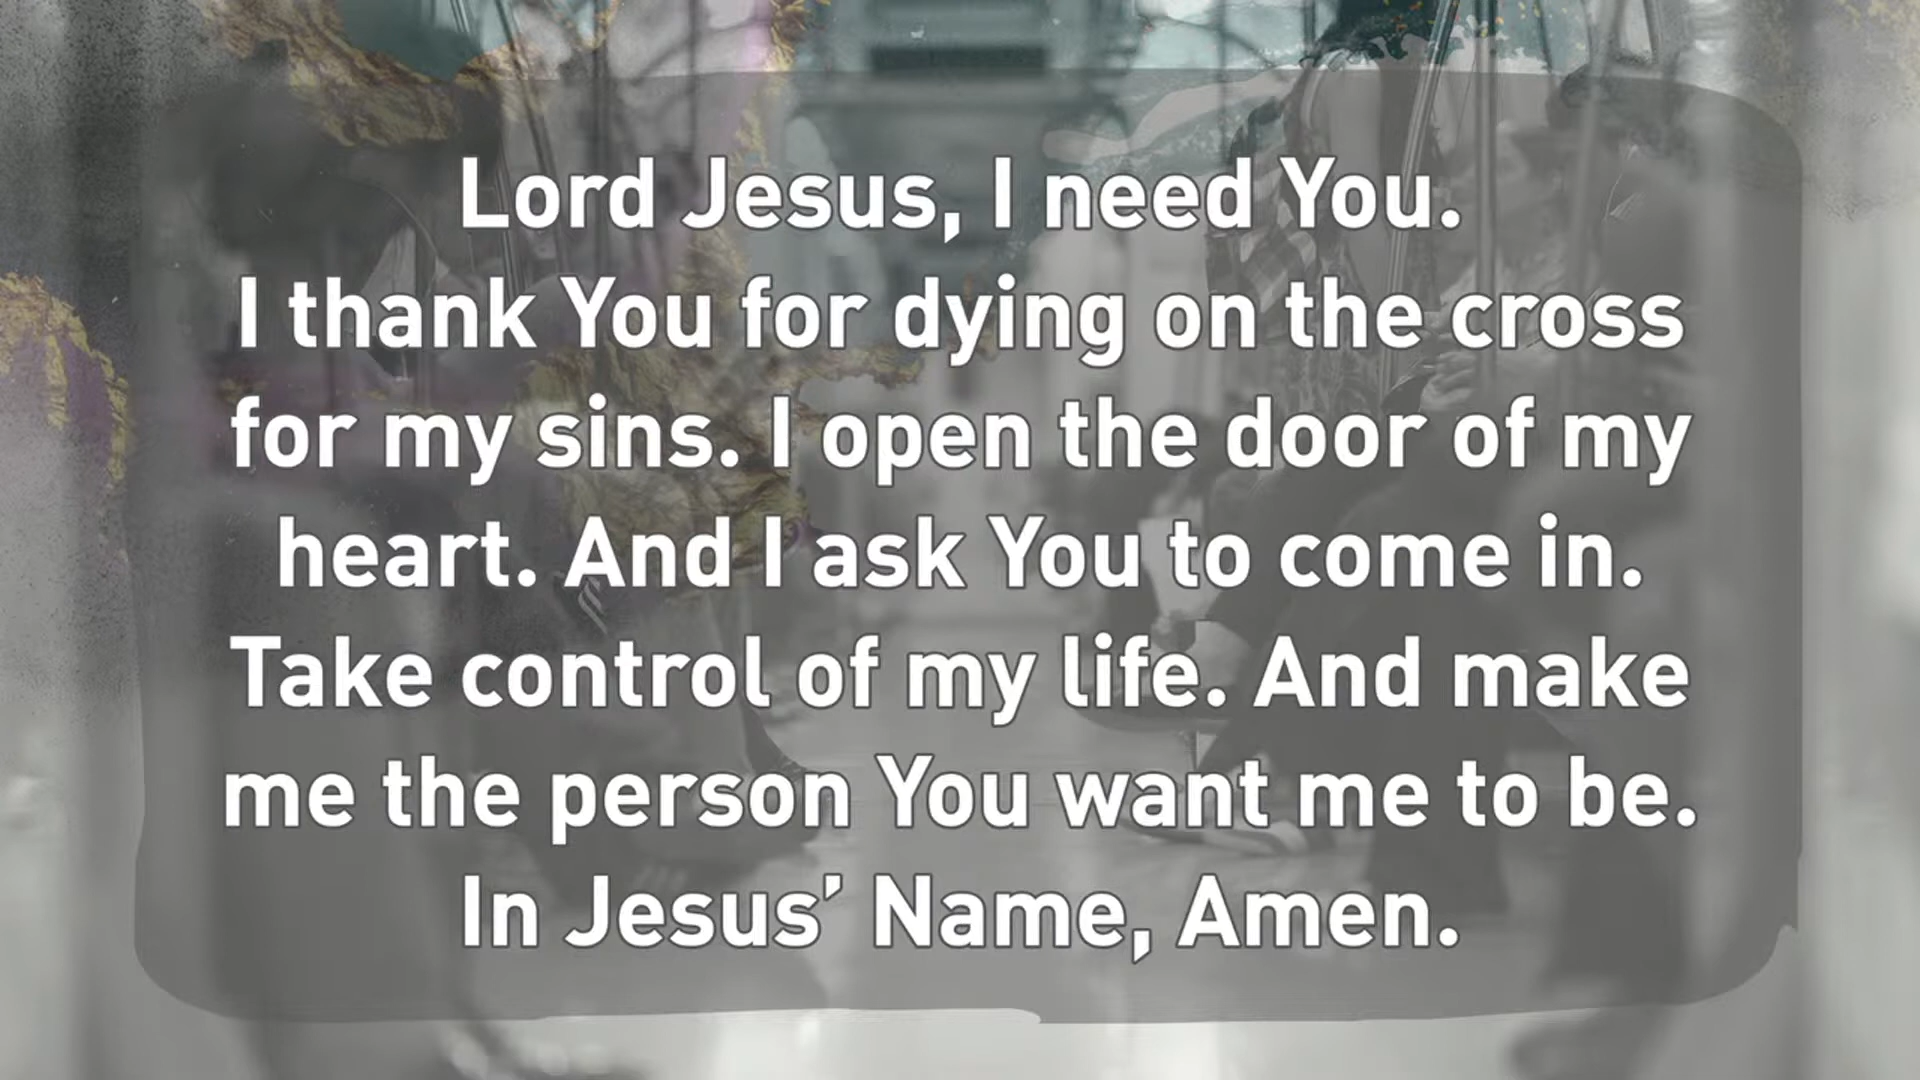 Lord Jesus, I need You.
I thank You for dying on the cross
for my sins. I open the door of my
heart. And I ask You to come in.
Take control of my life. And make
me the person You want me to be.
In Jesus’ Name, Amen.